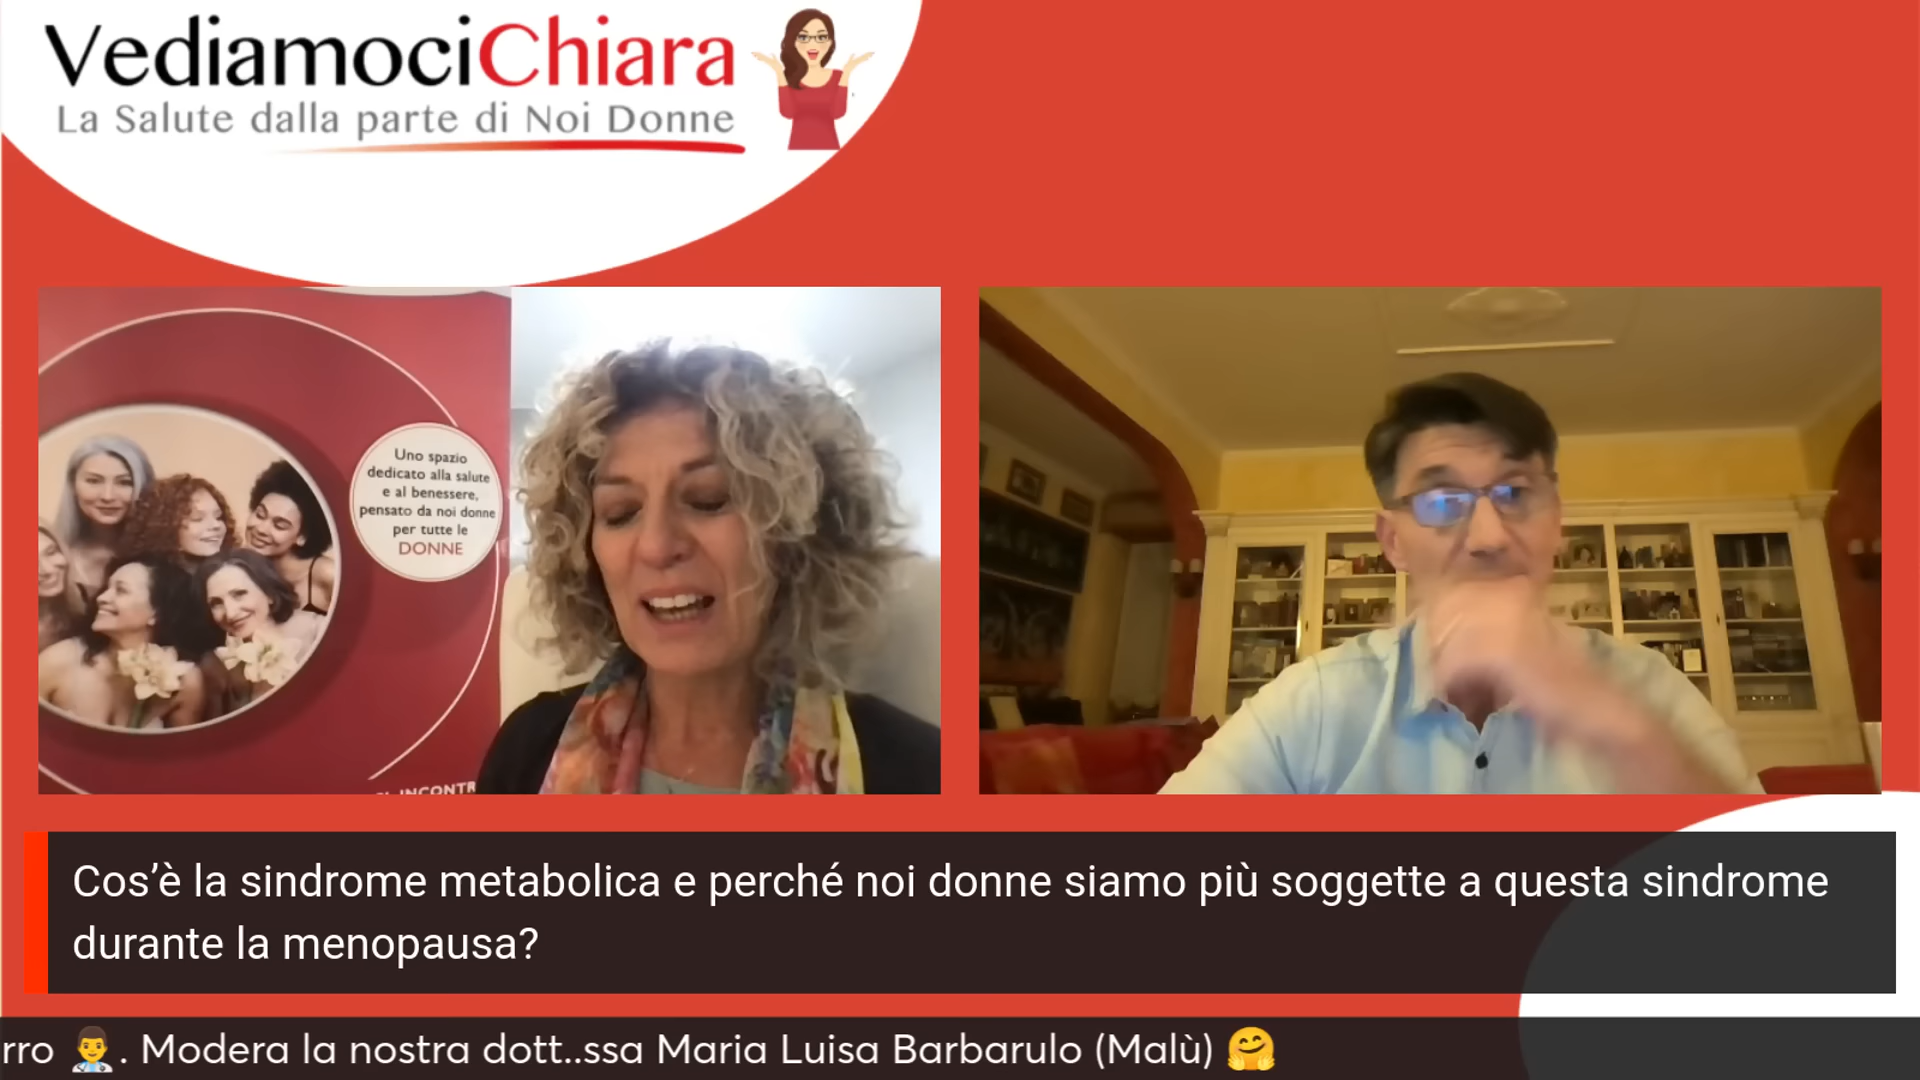 VediamociChiara
La Salute dalla parte di Noi Donne
Uno spazio
dedicato alla salute
e al benessere,
pensato da noi donne
per tutte le
DONNE
INCONTR
Cos’è la sindrome metabolica e perché noi donne siamo più soggette a questa sindrome
durante la menopausa?
rro 👨‍⚕️. Modera la nostra dott..ssa Maria Luisa Barbarulo (Malù) 🤗